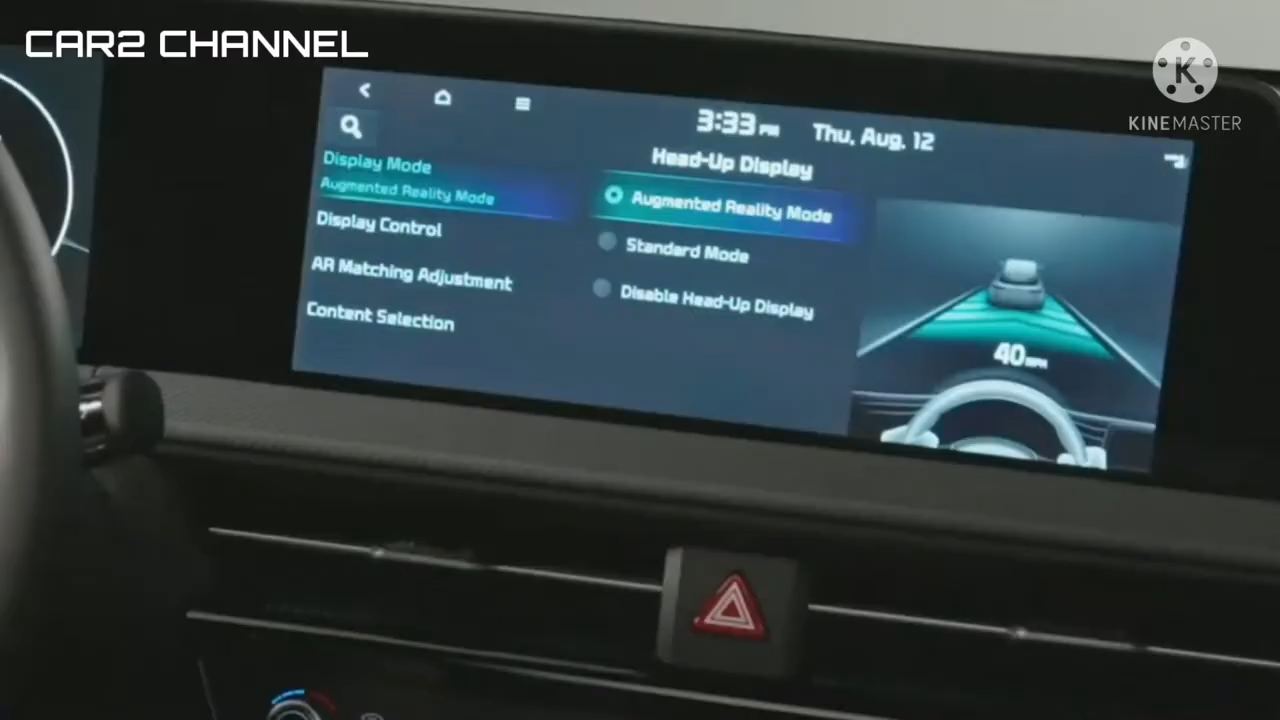 CAR2 CHANNEL
K
KINEMASTER
3:33 PM Thu, Aug. 12
Head-Up Display
Display Mode
Augmented Reality Mode
Display Control
AR Matching Adjustment
Content Selection
Augmented Reality Mode
Standard Mode
Disable Head-Up Display
40 MPH